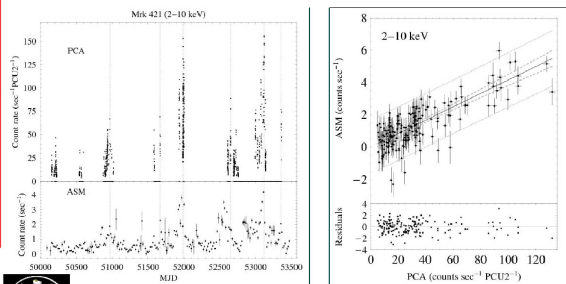 Mrk 421 (2−10 keV)
Count rate (sec⁻¹PCU2⁻¹)
150
125
100
75
50
25
0
PCA
Count rate (sec⁻¹)
4
3
2
1
0
ASM
50000 50500 51000 51500 52000 52500 53000 53500
MJD
2−10 keV
ASM (counts sec⁻¹)
8
6
4
2
0
−2
Residuals
4
2
0
−2
−4
0 20 40 60 80 100 120
PCA (counts sec⁻¹ PCU2⁻¹)